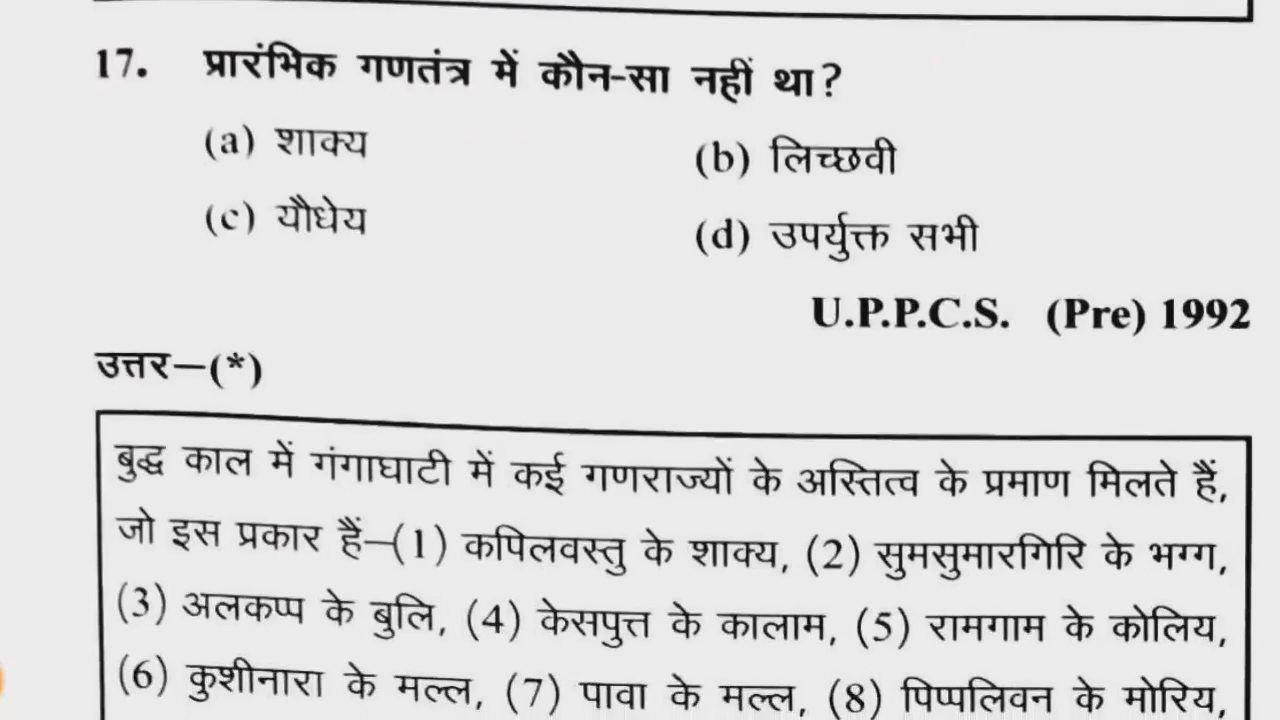 17. प्रारंभिक गणतंत्र में कौन-सा नहीं था?
(a) शाक्य (b) लिच्छवी
(c) यौधेय (d) उपर्युक्त सभी
U.P.P.C.S. (Pre) 1992
उत्तर—(*)
बुद्ध काल में गंगाघाटी में कई गणराज्यों के अस्तित्व के प्रमाण मिलते हैं,
जो इस प्रकार हैं—(1) कपिलवस्तु के शाक्य, (2) सुमसुमारगिरि के भग्ग,
(3) अलकप्प के बुलि, (4) केसपुत्त के कालाम, (5) रामगाम के कोलिय,
(6) कुशीनारा के मल्ल, (7) पावा के मल्ल, (8) पिप्पलिवन के मोरिय,